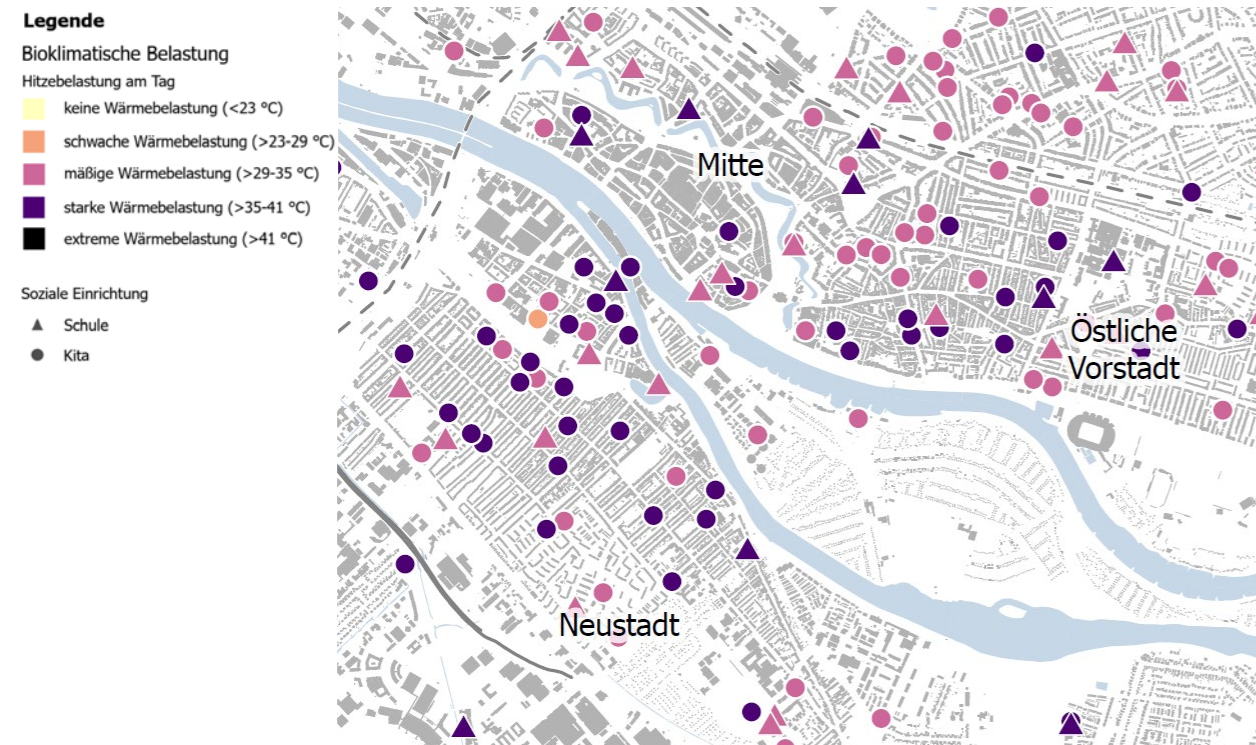 Legende
Bioklimatische Belastung
Hitzebelastung am Tag
keine Wärmebelastung (<23 °C)
schwache Wärmebelastung (>23-29 °C)
mäßige Wärmebelastung (>29-35 °C)
starke Wärmebelastung (>35-41 °C)
extreme Wärmebelastung (>41 °C)
Soziale Einrichtung
Schule
Kita
Mitte
Östliche
Vorstadt
Neustadt